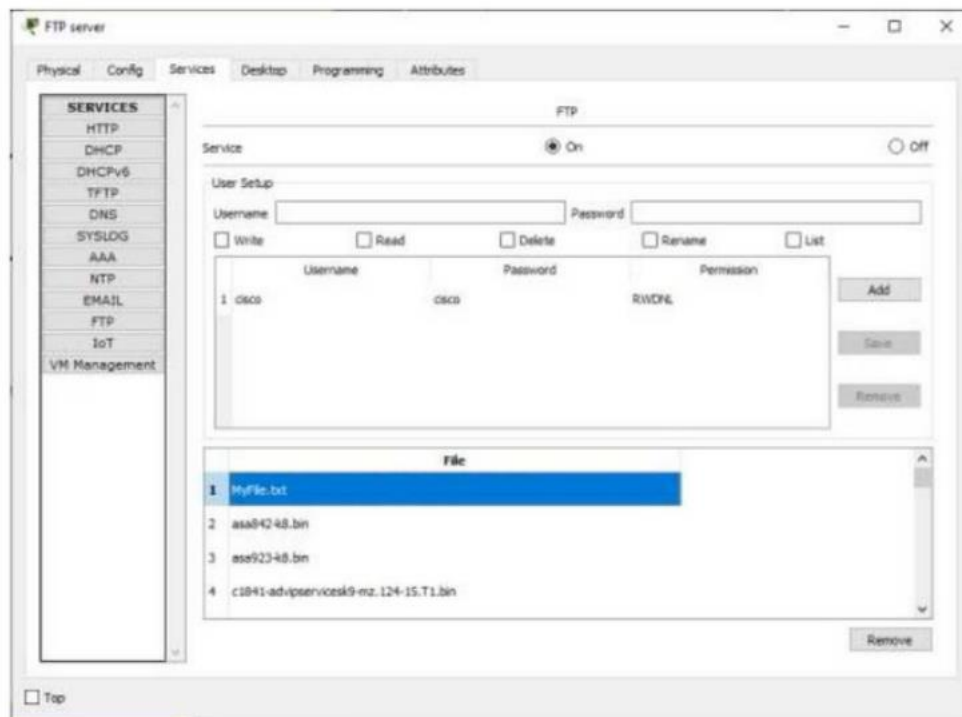 FTP server
Physical Config Services Desktop Programming Attributes
SERVICES
HTTP
DHCP
DHCPv6
TFTP
DNS
SYSLOG
AAA
NTP
EMAIL
FTP
IoT
VM Management
FTP
Service On Off
User Setup
Username Password
Write Read Delete Rename List
Username Password Permission
1 cisco cisco RWDNL
Add
Save
Remove
File
1 MyFile.txt
2 asa842-k8.bin
3 asa923-k8.bin
4 c1841-advipservicesk9-mz.124-15.T1.bin
Remove
Top